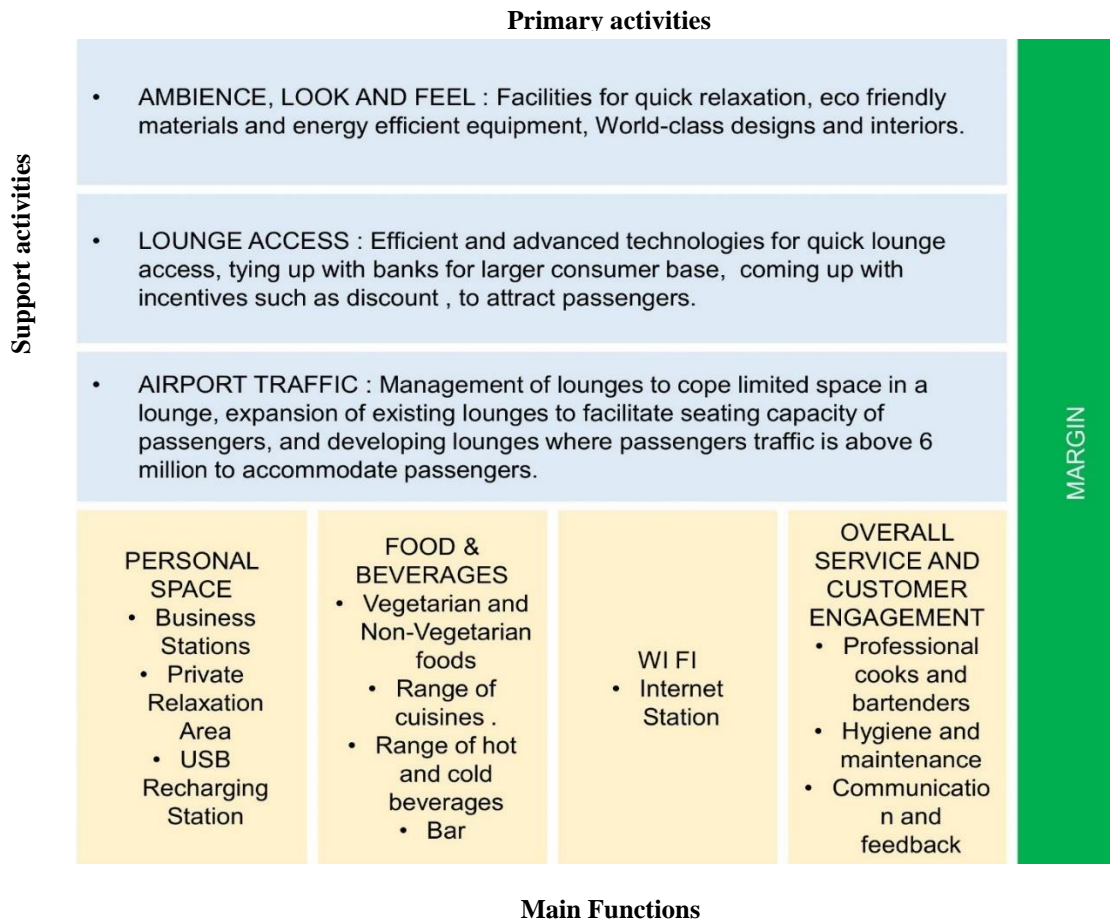 Primary activities
Support activities
• AMBIENCE, LOOK AND FEEL : Facilities for quick relaxation, eco friendly
materials and energy efficient equipment, World-class designs and interiors.
• LOUNGE ACCESS : Efficient and advanced technologies for quick lounge
access, tying up with banks for larger consumer base, coming up with
incentives such as discount , to attract passengers.
• AIRPORT TRAFFIC : Management of lounges to cope limited space in a
lounge, expansion of existing lounges to facilitate seating capacity of
passengers, and developing lounges where passengers traffic is above 6
million to accommodate passengers.
PERSONAL
SPACE
• Business
Stations
• Private
Relaxation
Area
• USB
Recharging
Station
FOOD &
BEVERAGES
• Vegetarian and
Non-Vegetarian
foods
• Range of
cuisines .
• Range of hot
and cold
beverages
• Bar
WI FI
• Internet
Station
OVERALL
SERVICE AND
CUSTOMER
ENGAGEMENT
• Professional
cooks and
bartenders
• Hygiene and
maintenance
• Communicatio
n and
feedback
MARGIN
Main Functions